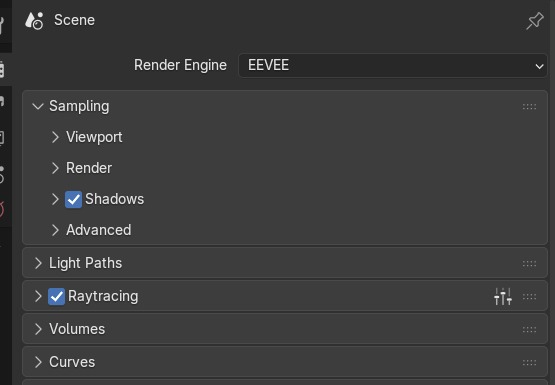 Scene
Render Engine EEVEE
Sampling
Viewport
Render
Shadows
Advanced
Light Paths
Raytracing
Volumes
Curves